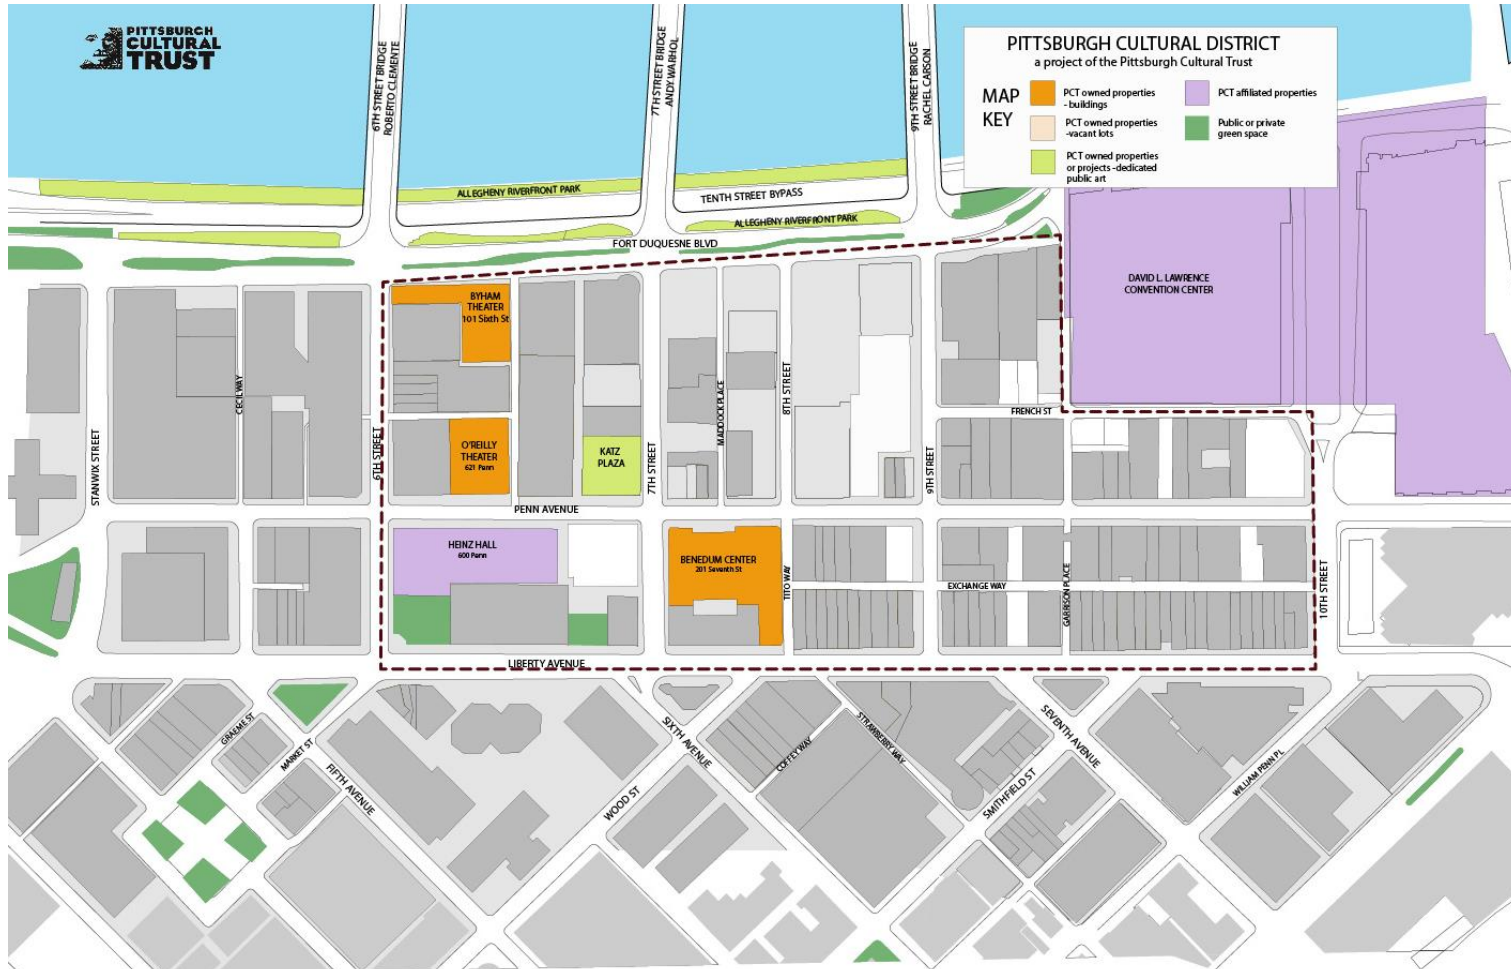 PITTSBURGH
CULTURAL
TRUST
6TH STREET BRIDGE
ROBERTO CLEMENTE
7TH STREET BRIDGE
ANDY WARHOL
9TH STREET BRIDGE
RACHEL CARSON
PITTSBURGH CULTURAL DISTRICT
a project of the Pittsburgh Cultural Trust
MAP
KEY
PCT owned properties
- buildings
PCT owned properties
-vacant lots
PCT owned properties
or projects -dedicated
public art
PCT affiliated properties
Public or private
green space
ALLEGHENY RIVERFRONT PARK
TENTH STREET BYPASS
ALLEGHENY RIVERFRONT PARK
FORT DUQUESNE BLVD
DAVID L. LAWRENCE
CONVENTION CENTER
BYHAM
THEATER
101 Sixth St
CECIL WAY
MADDOCK PLACE
8TH STREET
FRENCH ST
STANWIX STREET
6TH STREET
O'REILLY
THEATER
621 Penn
KATZ
PLAZA
7TH STREET
9TH STREET
PENN AVENUE
HEINZ HALL
600 Penn
BENEDUM CENTER
201 Seventh St
TITO WAY
EXCHANGE WAY
GARRISON PLACE
10TH STREET
LIBERTY AVENUE
GRAEME ST
MARKET ST
FIFTH AVENUE
WOOD ST
SIXTH AVENUE
COFFEY WAY
STRAWBERRY WAY
SMITHFIELD ST
SEVENTH AVENUE
WILLIAM PENN PL